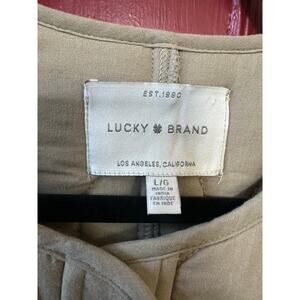 EST. 1990
LUCKY BRAND
LOS ANGELES, CALIFORNIA
L/G
MADE IN
INDIA
FABRIQUE
EN INDE